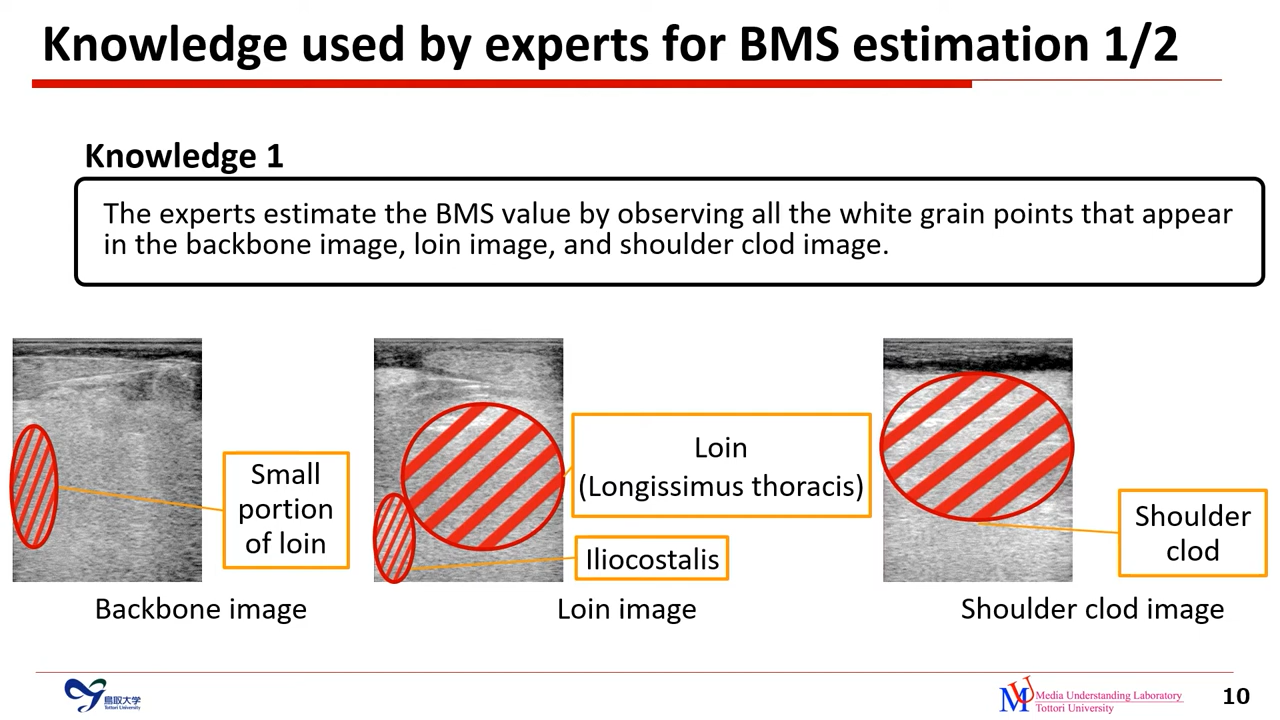 Knowledge used by experts for BMS estimation 1/2
Knowledge 1
The experts estimate the BMS value by observing all the white grain points that appear
in the backbone image, loin image, and shoulder clod image.
Small
portion
of loin
Backbone image
Loin
(Longissimus thoracis)
Iliocostalis
Loin image
Shoulder
clod
Shoulder clod image
鳥取大学
Tottori University
MU
Media Understanding Laboratory
Tottori University
10